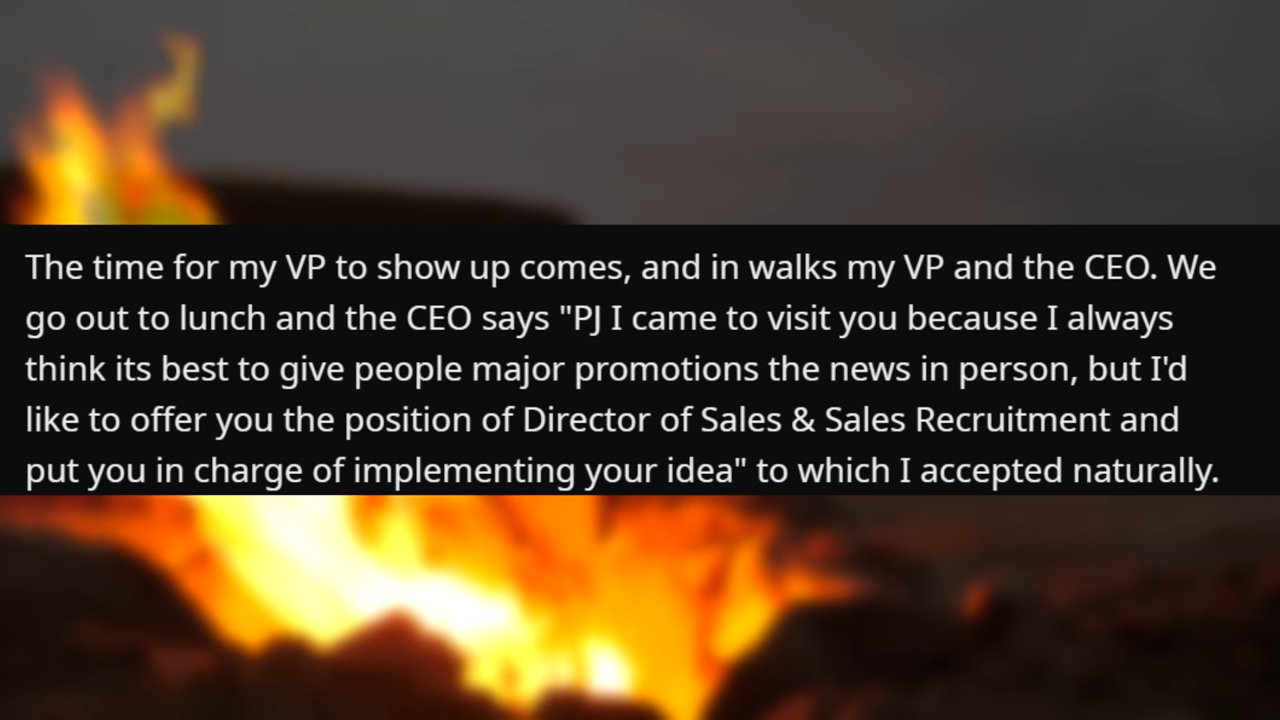 The time for my VP to show up comes, and in walks my VP and the CEO. We
go out to lunch and the CEO says "PJ I came to visit you because I always
think its best to give people major promotions the news in person, but I'd
like to offer you the position of Director of Sales & Sales Recruitment and
put you in charge of implementing your idea" to which I accepted naturally.